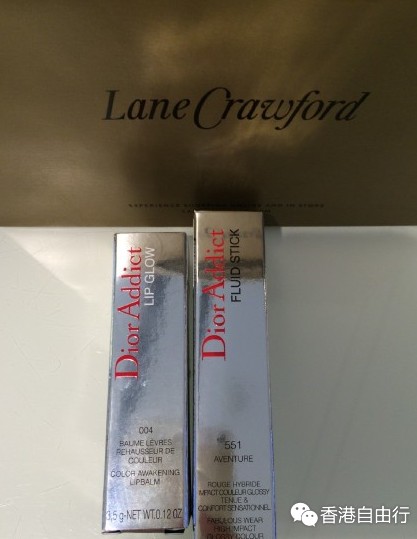 Lane Crawford
Dior Addict
LIP GLOW
004
BAUME LEVRES
REHAUSSEUR DE
COULEUR
COLOR AWAKENING
LIPBALM
3,5 g-NET WT.0.12 OZ
Dior Addict
FLUID STICK
551
AVENTURE
ROUGE HYBRIDE
IMPACT COULEUR GLOSSY
TENUE &
CONFORT SENSATIONNEL
FABULOUS WEAR
HIGH IMPACT
GLOSSY COLOUR
香港自由行